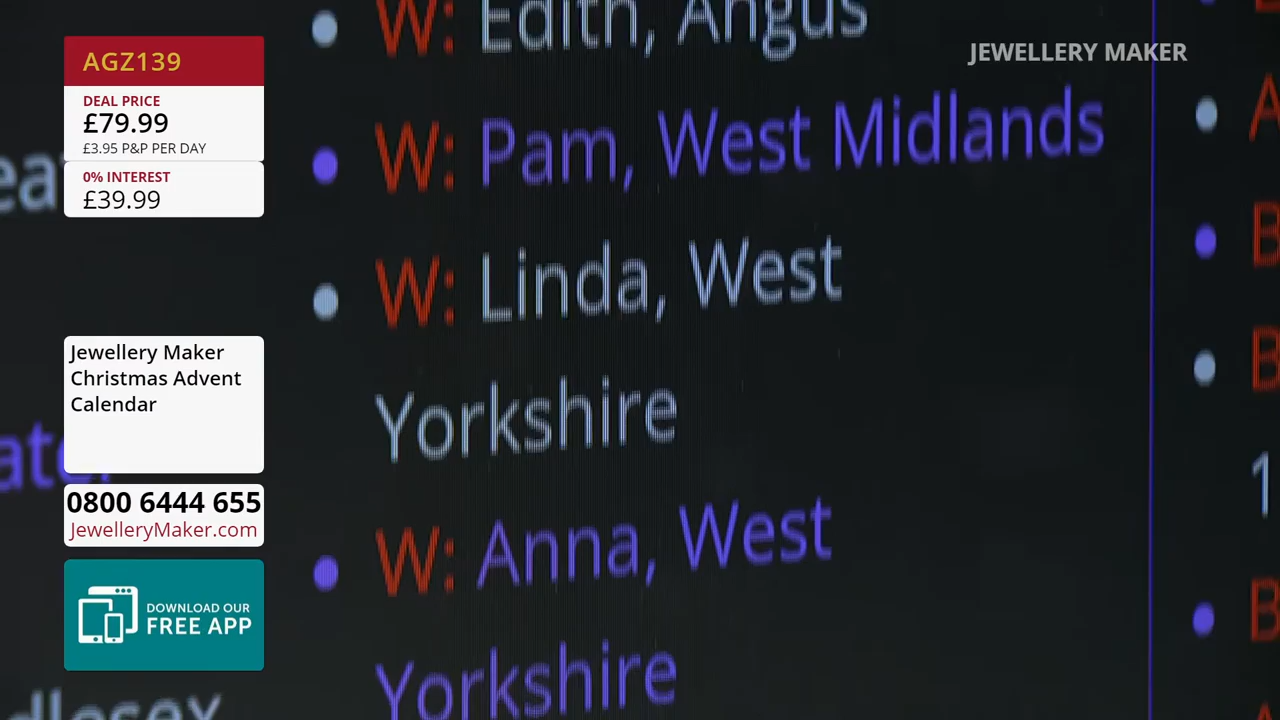 AGZ139
DEAL PRICE
£79.99
£3.95 P&P PER DAY
0% INTEREST
£39.99
Jewellery Maker
Christmas Advent
Calendar
0800 6444 655
JewelleryMaker.com
DOWNLOAD OUR
FREE APP
JEWELLERY MAKER
W: Edith, Angus
W: Pam, West Midlands
W: Linda, West
Yorkshire
W: Anna, West
Yorkshire